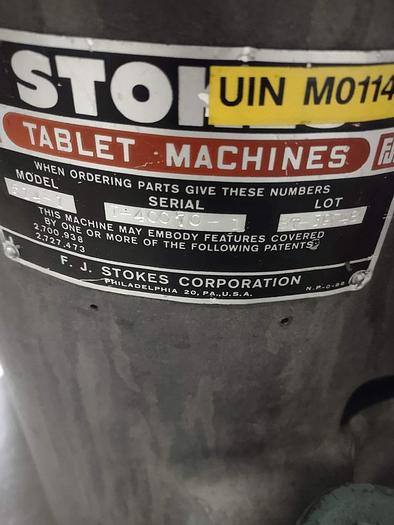 STOKES
UIN M0114
TABLET MACHINES
WHEN ORDERING PARTS GIVE THESE NUMBERS
MODEL SERIAL LOT
THIS MACHINE MAY EMBODY FEATURES COVERED
BY ONE OR MORE OF THE FOLLOWING PATENTS
2,700,938
2,727,473
F. J. STOKES CORPORATION
PHILADELPHIA 20, PA., U.S.A.